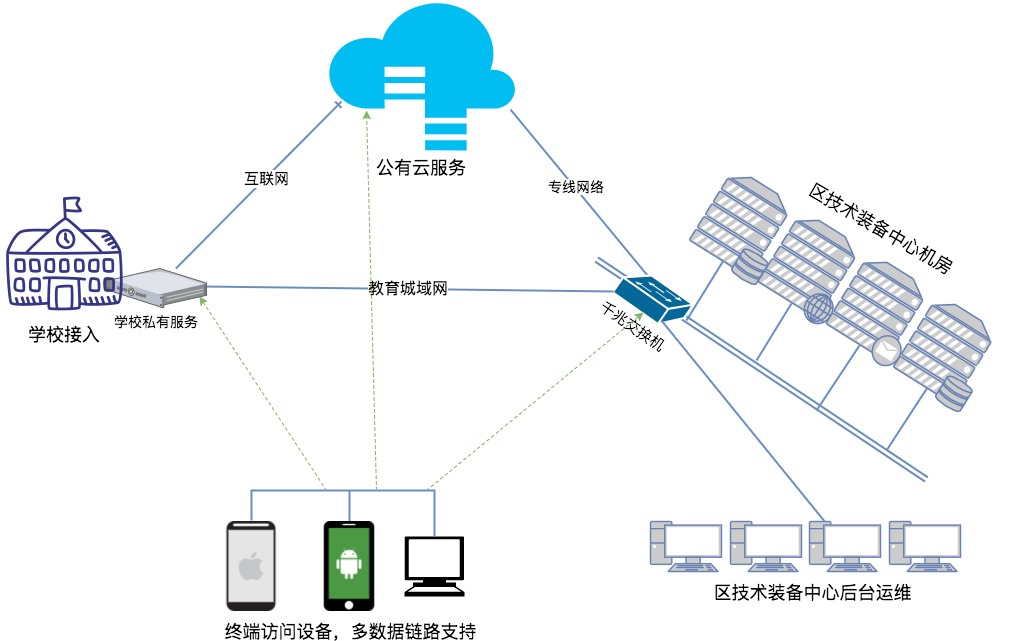 公有云服务
互联网
专线网络
区技术装备中心机房
教育城域网
千兆交换机
学校接入
学校私有服务
区技术装备中心后台运维
终端访问设备，多数据链路支持